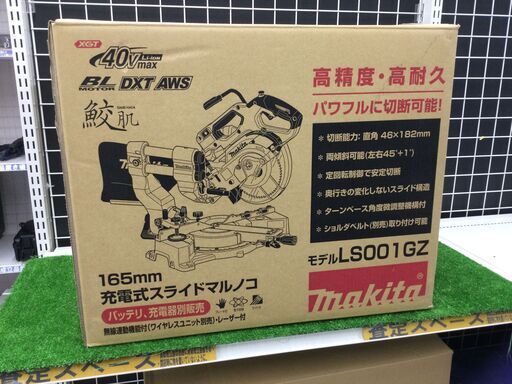 XGT
40Vmax
Li-ion
BL
MOTOR
DXT AWS
鮫肌
Makita
165mm
充電式スライドマルノコ
バッテリ、充電器別販売
無線連動機能付(ワイヤレスユニット別売)・レーザー付
高精度・高耐久
パワフルに切断可能!
切断能力: 直角 46×182mm
両傾斜可能(左右45°+1°)
定回転制御で安定切断
奥行きの変化しないスライド構造
ターンベース角度微調整機構付
ショルダベルト(別売)取り付け可能
モデルLS001GZ
makita
査定スペース
査定スペース